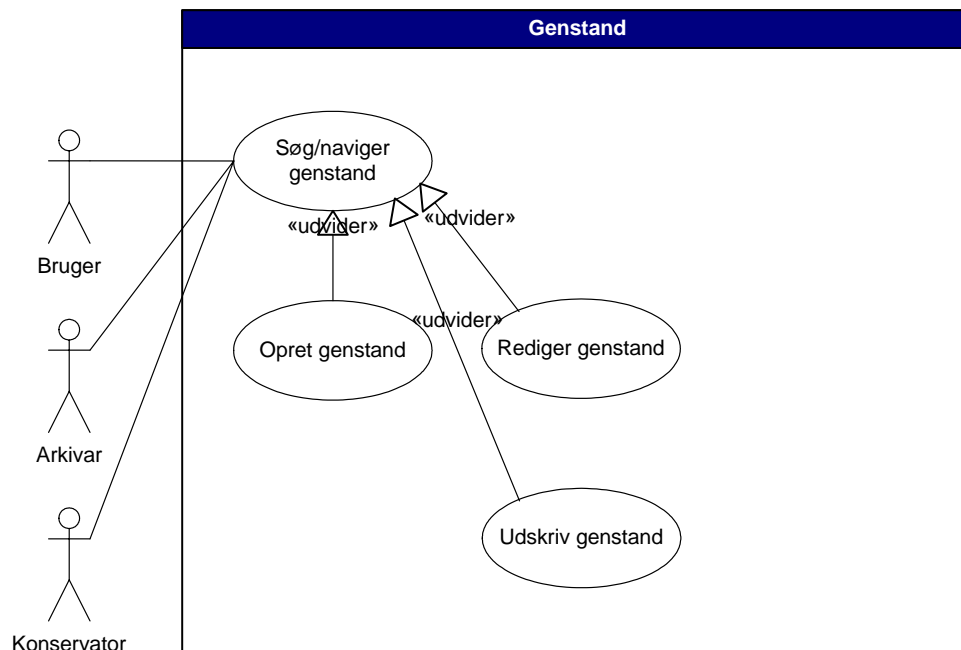 Genstand
Søg/naviger
genstand
«udvider»
«udvider»
Bruger
«udvider»
Opret genstand
Rediger genstand
Arkivar
Udskriv genstand
Konservator